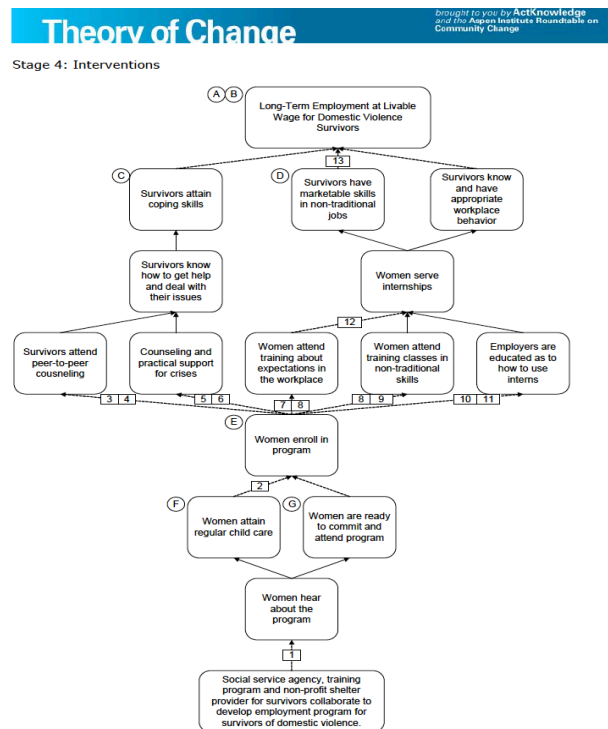 Theory of Change
brought to you by ActKnowledge
and the Aspen Institute Roundtable on
Community Change
Stage 4: Interventions
A B
Long-Term Employment at Livable
Wage for Domestic Violence
Survivors
13
C
Survivors attain
coping skills
D
Survivors have
marketable skills
in non-traditional
jobs
Survivors know
and have
appropriate
workplace
behavior
Survivors know
how to get help
and deal with
their issues
Women serve
internships
12
Survivors attend
peer-to-peer
cousneling
Counseling and
practical support
for crises
Women attend
training about
expectations in
the workplace
Women attend
training classes in
non-traditional
skills
Employers are
educated as to
how to use
interns
3 4
5 6
7 8
8 9
10 11
E
Women enroll in
program
2
F
Women attain
regular child care
G
Women are ready
to commit and
attend program
Women hear
about the
program
1
Social service agency, training
program and non-profit shelter
provider for survivors collaborate to
develop employment program for
survivors of domestic violence.